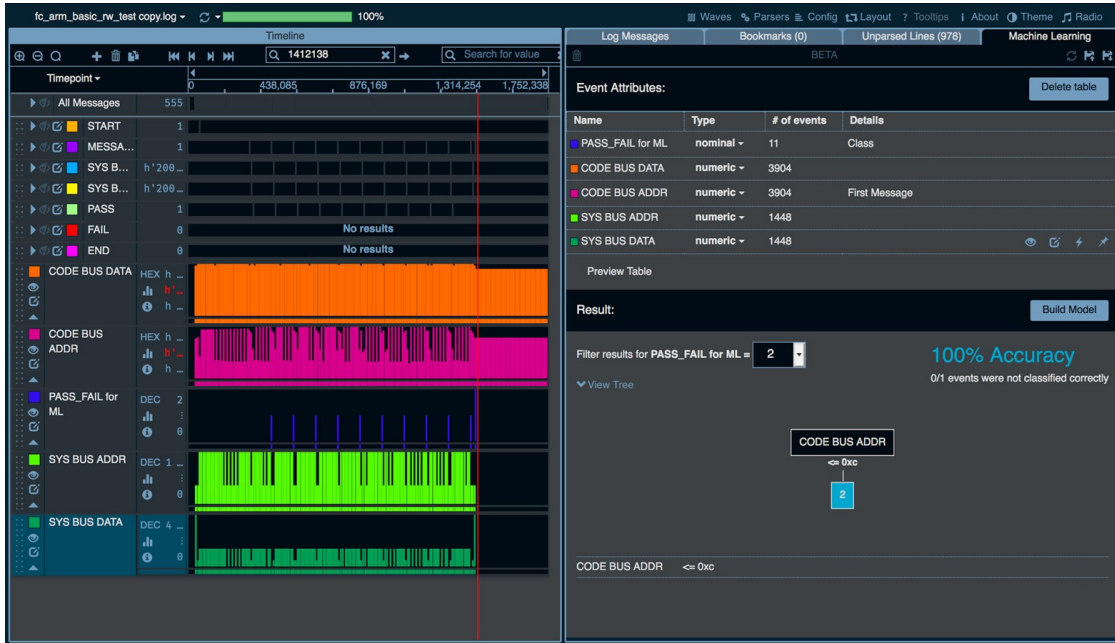 fc_arm_basic_rw_test copy.log 100% Waves Parsers Config Layout ? Tooltips i About Theme Radio
Timeline
1412138 Search for value
Timepoint
0 438,085 876,169 1,314,254 1,752,338
All Messages 555
START 1
MESSA... 1
SYS B... h'200...
SYS B... h'200...
PASS 1
FAIL 0 No results
END 0 No results
CODE BUS DATA HEX h ...
h'...
h ...
CODE BUS HEX h ...
ADDR h'...
h ...
PASS_FAIL for DEC 2
ML
0
SYS BUS ADDR DEC 1 ...
0
SYS BUS DATA DEC 4 ...
0
Log Messages Bookmarks (0) Unparsed Lines (978) Machine Learning
BETA
Event Attributes: Delete table
Name Type # of events Details
PASS_FAIL for ML nominal 11 Class
CODE BUS DATA numeric 3904
CODE BUS ADDR numeric 3904 First Message
SYS BUS ADDR numeric 1448
SYS BUS DATA numeric 1448
Preview Table
Result: Build Model
Filter results for PASS_FAIL for ML = 2 100% Accuracy
0/1 events were not classified correctly
View Tree
CODE BUS ADDR
<= 0xc
2
CODE BUS ADDR <= 0xc